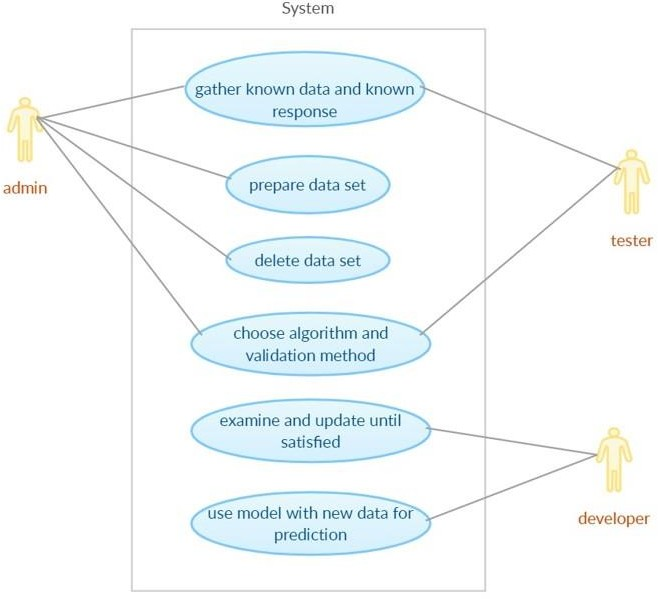 System
gather known data and known
response
admin
prepare data set
tester
delete data set
choose algorithm and
validation method
examine and update until
satisfied
use model with new data for
prediction
developer